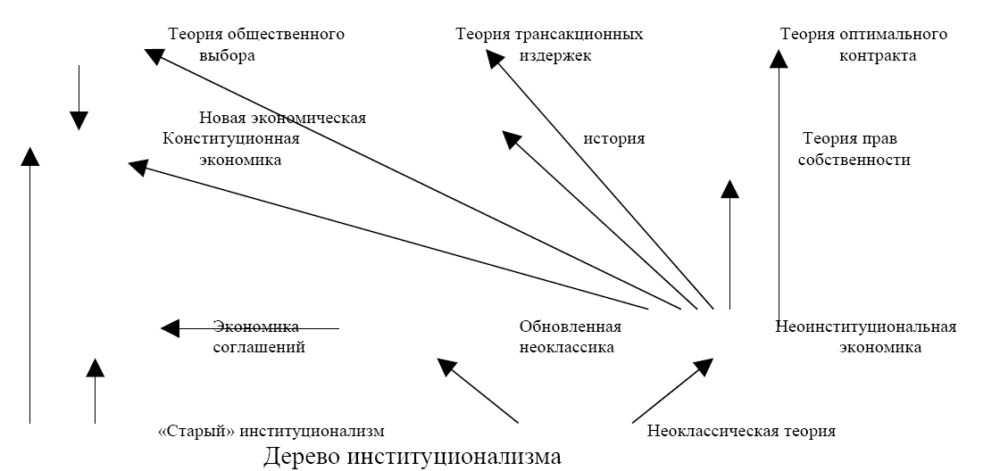 Теория общественного
выбора
Теория трансакционных
издержек
Теория оптимального
контракта
Новая экономическая
Конституционная
экономика
история
Теория прав
собственности
Экономика
соглашений
Обновленная
неоклассика
Неоинституциональная
экономика
«Старый» институционализм
Неоклассическая теория
Дерево институционализма